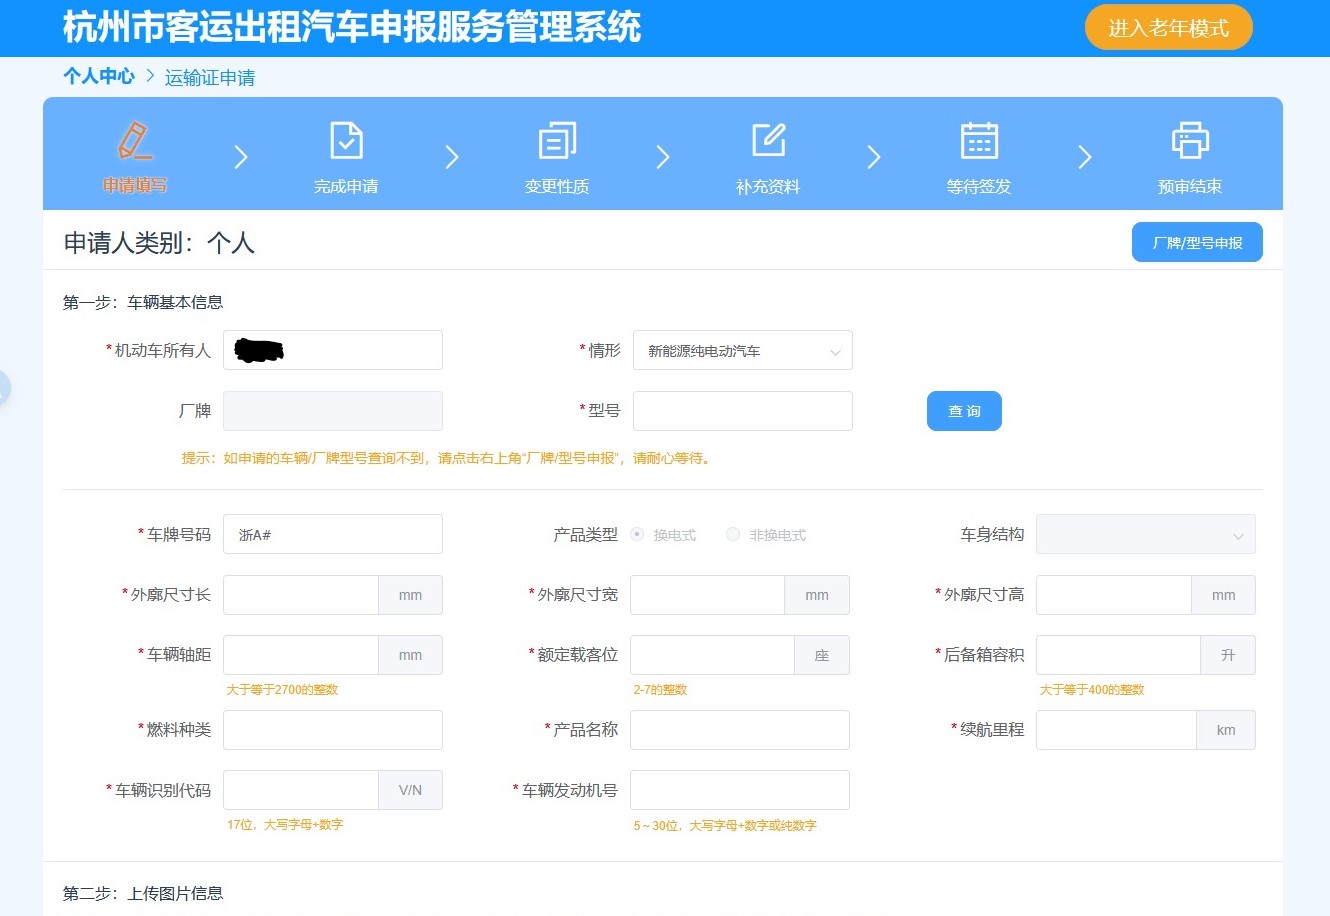 杭州市客运出租汽车申报服务管理系统 进入老年模式
个人中心 > 运输证申请
申请填写 完成申请 变更性质 补充资料 等待签发 预审结束
申请人类别：个人 厂牌/型号申报
第一步：车辆基本信息
*机动车所有人 *情形 新能源纯电动汽车
厂牌 *型号 查询
提示：如申请的车辆/厂牌型号查询不到，请点击右上角“厂牌/型号申报”，请耐心等待。
*车牌号码 浙A# 产品类型 换电式 非换电式 车身结构
*外廓尺寸长 mm *外廓尺寸宽 mm *外廓尺寸高 mm
*车辆轴距 mm *额定载客位 座 *后备箱容积 升
大于等于2700的整数 2-7的整数 大于等于400的整数
*燃料种类 *产品名称 *续航里程 km
*车辆识别代码 V/N *车辆发动机号
17位，大写字母+数字 5～30位，大写字母+数字或纯数字
第二步：上传图片信息